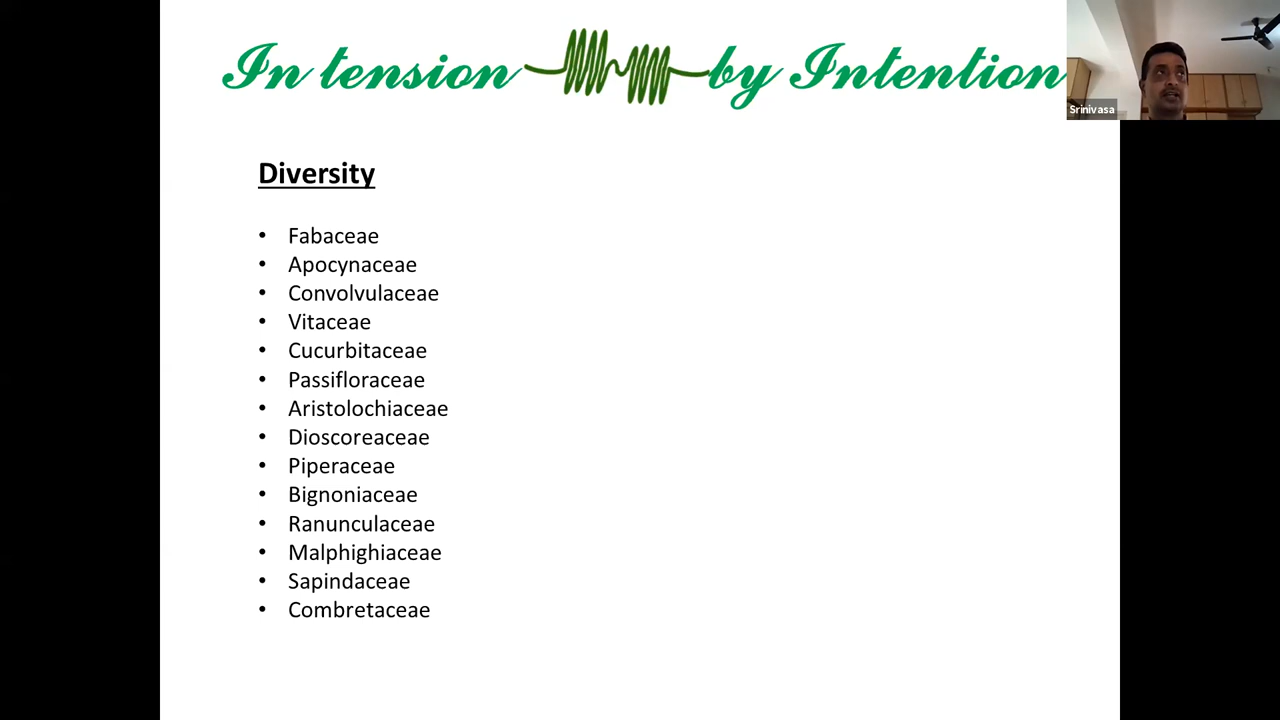 In tension by Intention
Srinivasa
Diversity
• Fabaceae
• Apocynaceae
• Convolvulaceae
• Vitaceae
• Cucurbitaceae
• Passifloraceae
• Aristolochiaceae
• Dioscoreaceae
• Piperaceae
• Bignoniaceae
• Ranunculaceae
• Malphighiaceae
• Sapindaceae
• Combretaceae